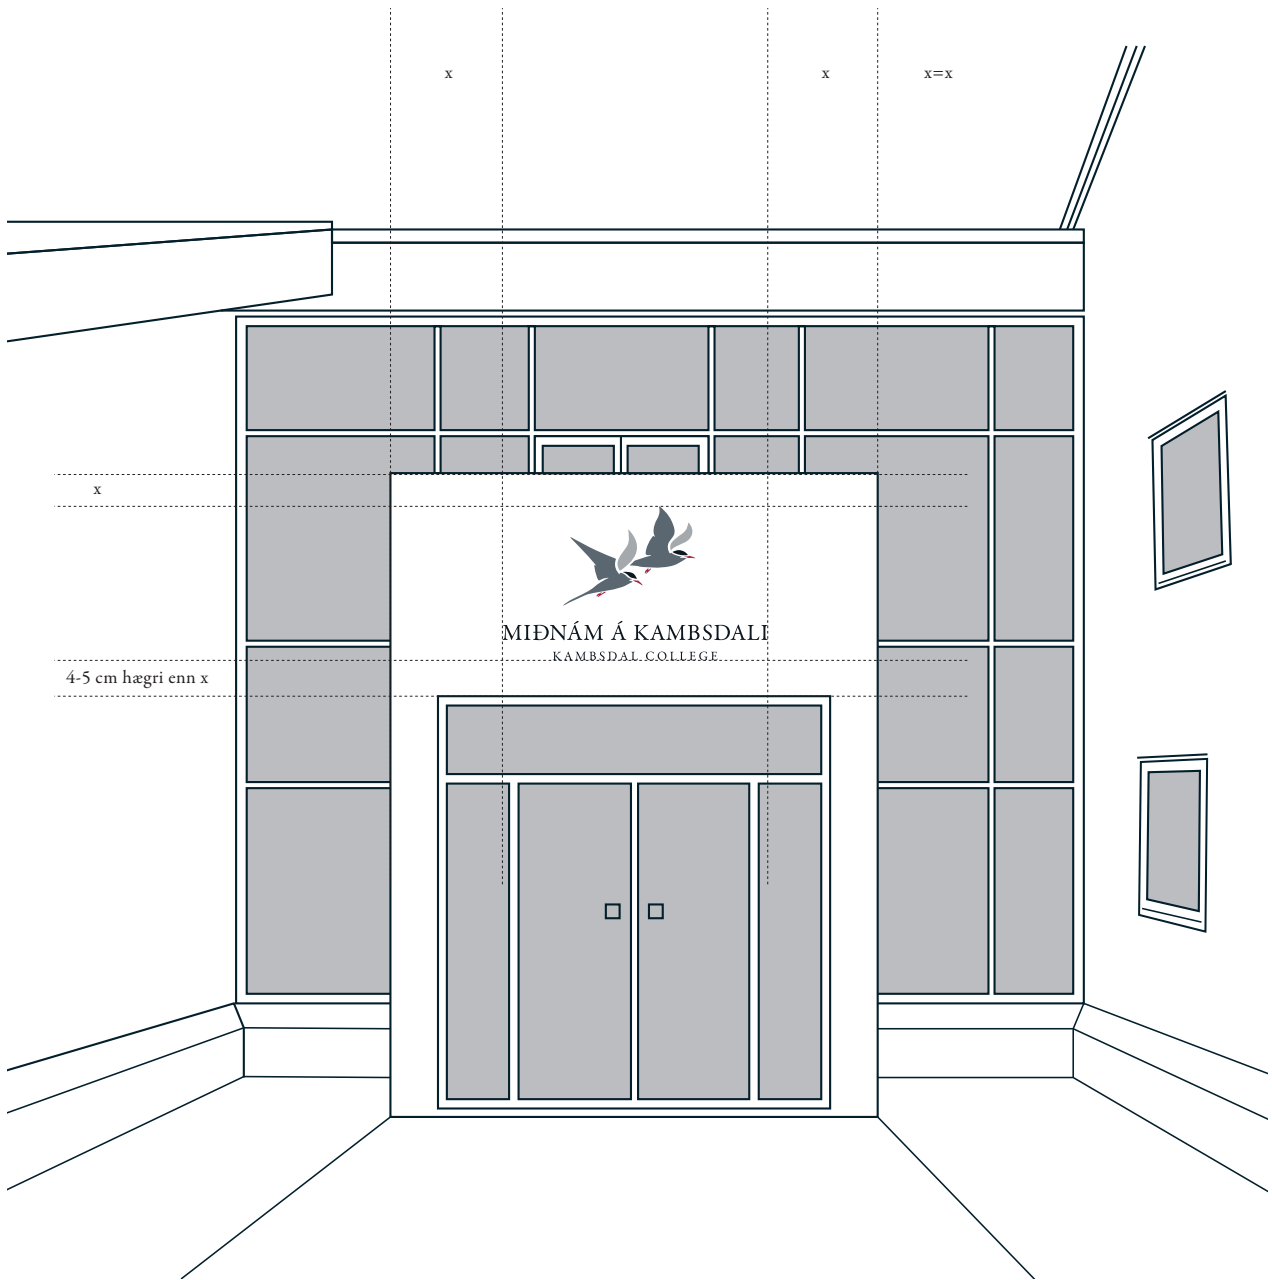 x
x
x=x
x
MIÐNÁM Á KAMBSDALI
KAMBSDAL COLLEGE
4-5 cm hægri enn x